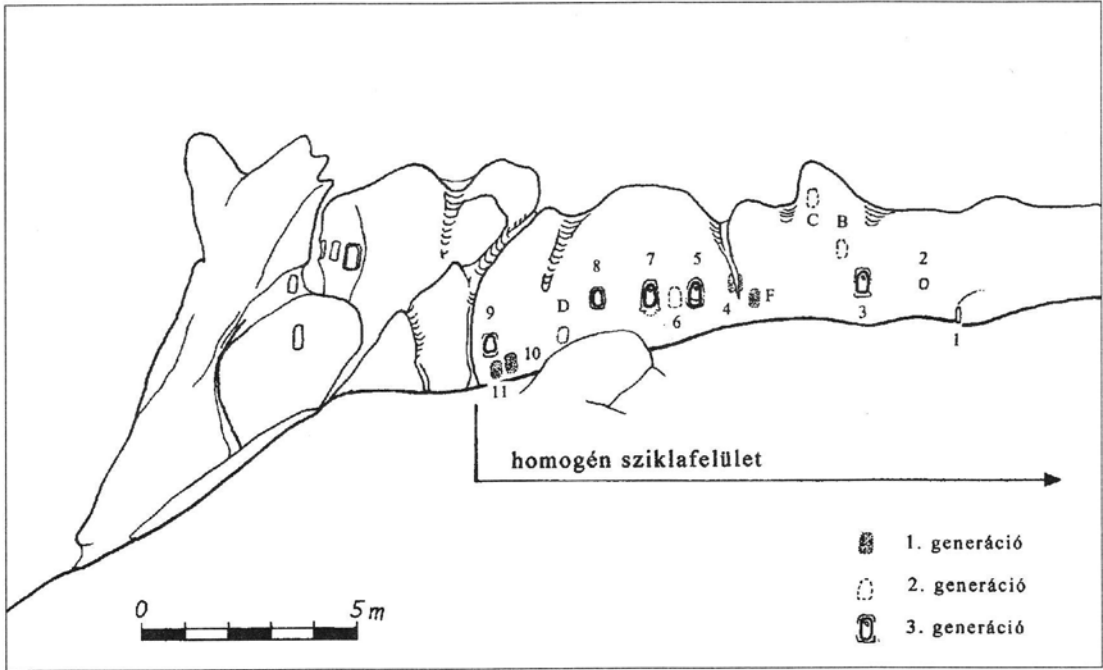 C B
2
8 7 5
D F
6 4 3
9 1
10
11
homogén sziklafelület
1. generáció
2. generáció
3. generáció
0 5 m